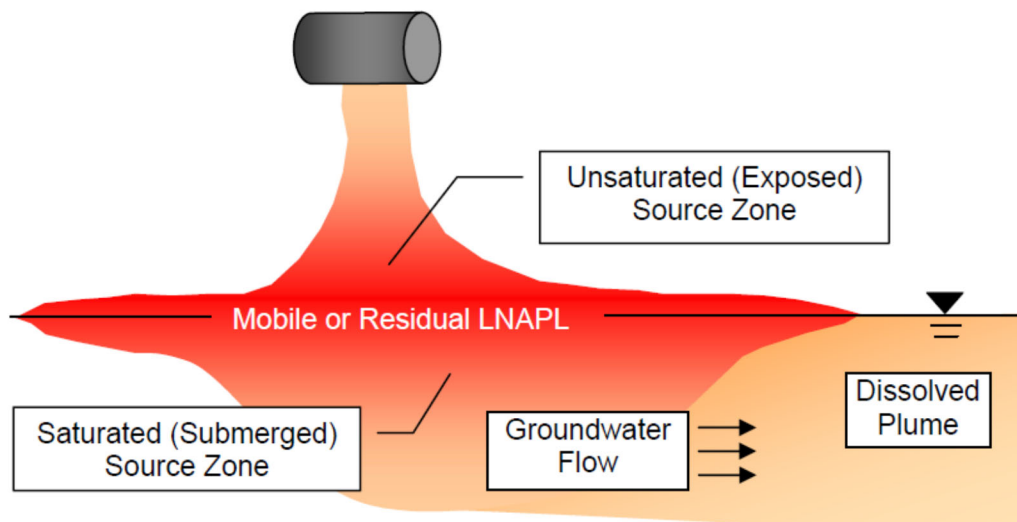 Unsaturated (Exposed)
Source Zone
Mobile or Residual LNAPL
Saturated (Submerged)
Source Zone
Groundwater
Flow
Dissolved
Plume